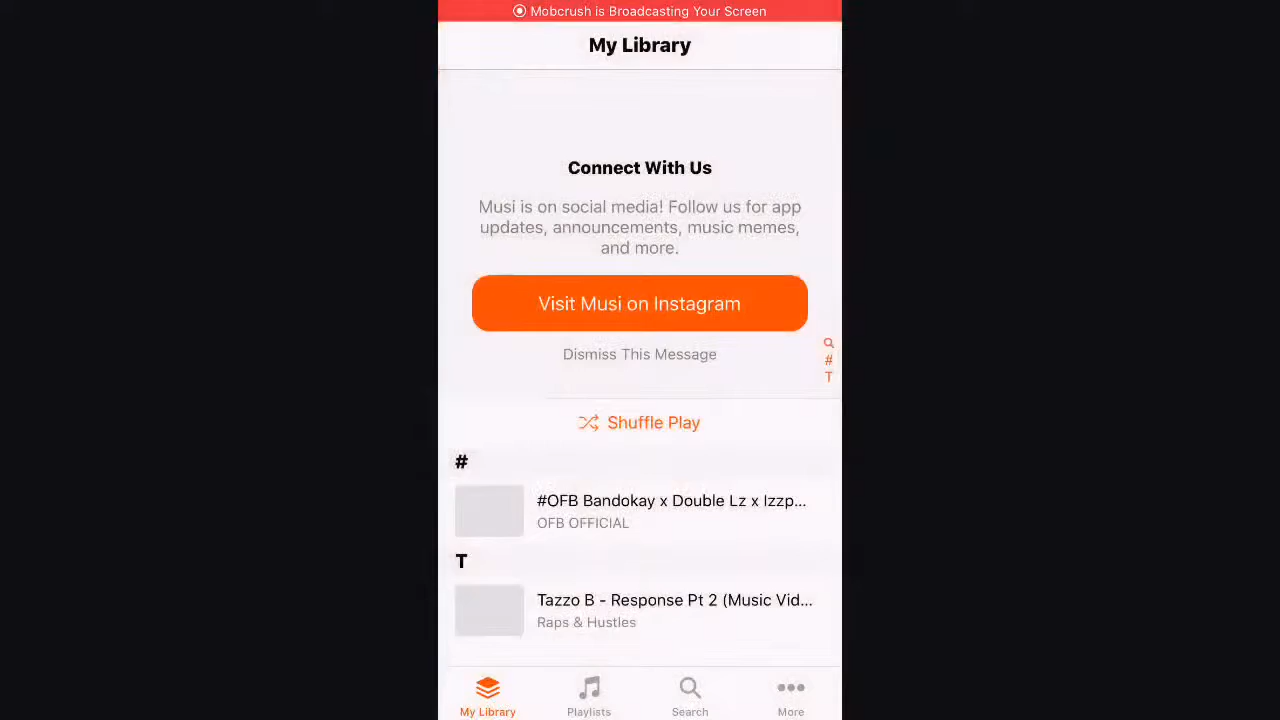 Mobcrush is Broadcasting Your Screen
My Library
Connect With Us
Musi is on social media! Follow us for app
updates, announcements, music memes,
and more.
Visit Musi on Instagram
Dismiss This Message
#
T
Shuffle Play
#
#OFB Bandokay x Double Lz x Izzp...
OFB OFFICIAL
T
Tazzo B - Response Pt 2 (Music Vid...
Raps & Hustles
My Library
Playlists
Search
More